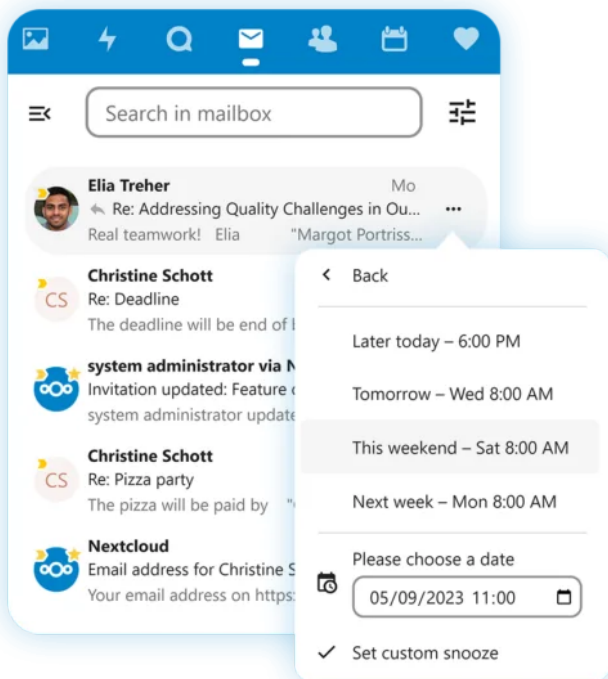 Search in mailbox
Elia Treher Mo
Re: Addressing Quality Challenges in Ou... ...
Real teamwork! Elia "Margot Portriss...
Christine Schott
Re: Deadline
The deadline will be end of
system administrator via N
Invitation updated: Feature
system administrator update
CS
Christine Schott
Re: Pizza party
The pizza will be paid by "
CS
Nextcloud
Email address for Christine S
Your email address on https:
Back
Later today – 6:00 PM
Tomorrow – Wed 8:00 AM
This weekend – Sat 8:00 AM
Next week – Mon 8:00 AM
Please choose a date
05/09/2023 11:00
Set custom snooze